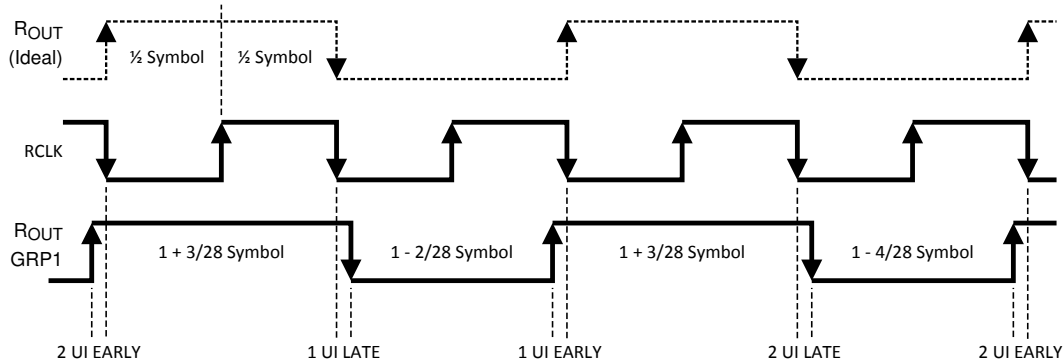 ROUT
(Ideal)
½ Symbol
½ Symbol
RCLK
ROUT
GRP1
1 + 3/28 Symbol
1 - 2/28 Symbol
1 + 3/28 Symbol
1 - 4/28 Symbol
2 UI EARLY
1 UI LATE
1 UI EARLY
2 UI LATE
2 UI EARLY